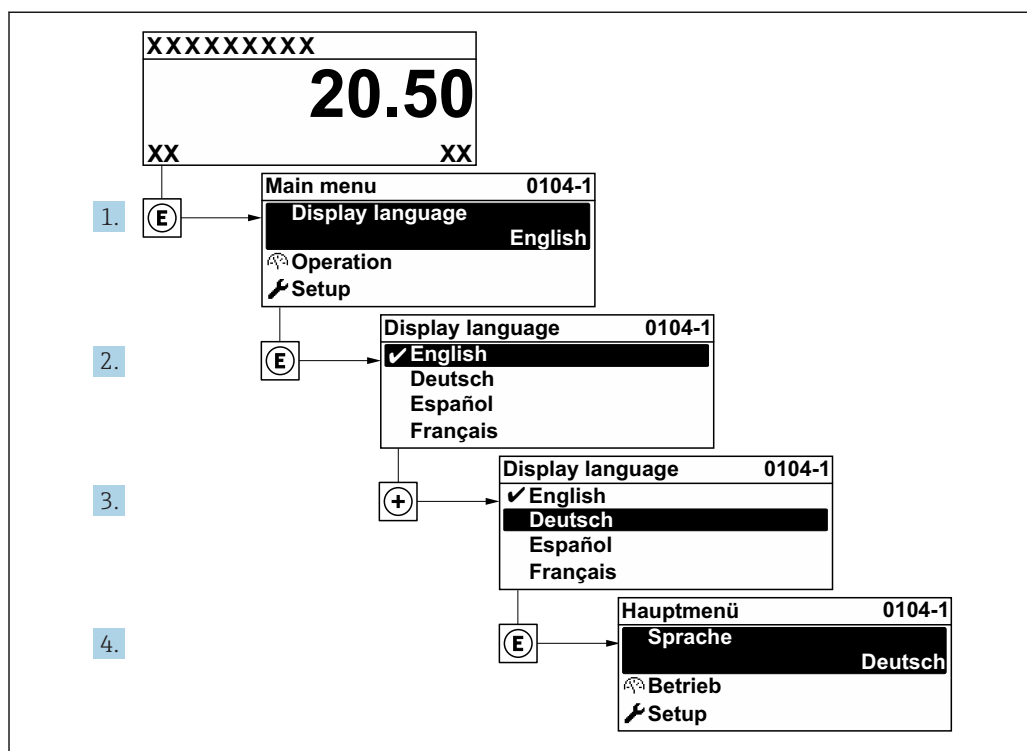 XXXXXXXXX
20.50
XX XX
1. E
Main menu 0104-1
Display language
English
Operation
Setup
2. E
Display language 0104-1
✔ English
Deutsch
Español
Français
3. +
Display language 0104-1
✔ English
Deutsch
Español
Français
4. E
Hauptmenü 0104-1
Sprache
Deutsch
Betrieb
Setup